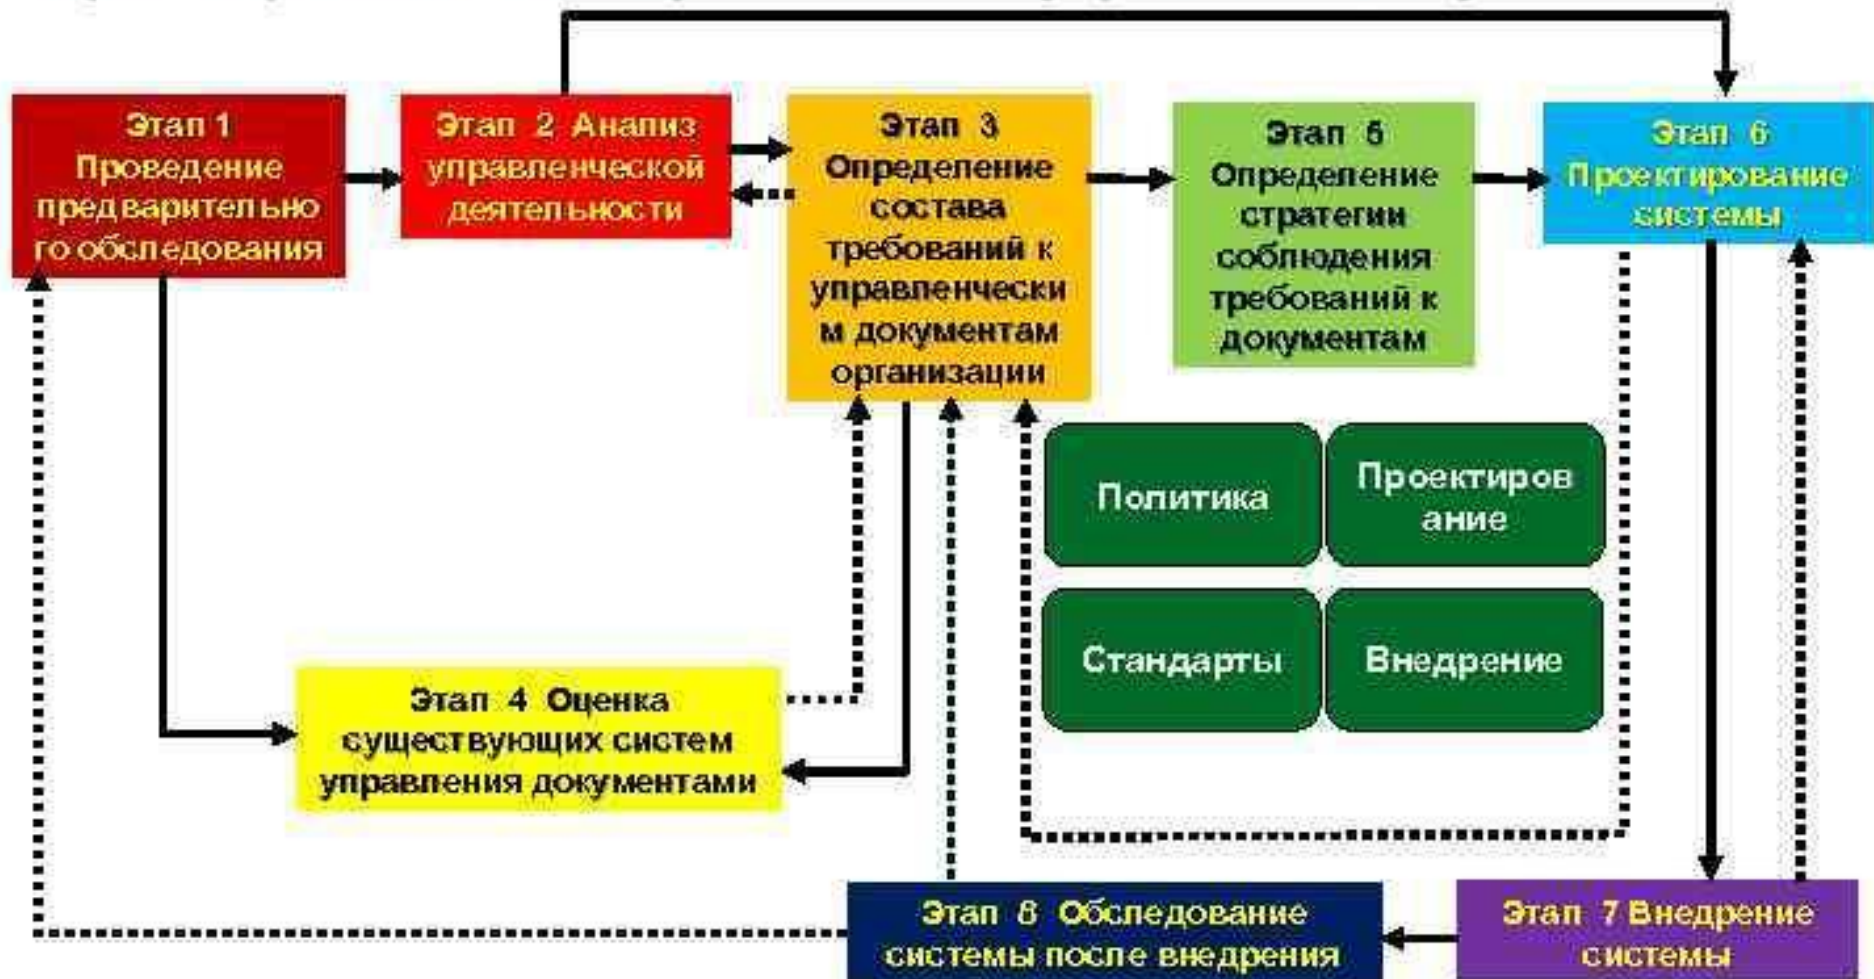 Этап 1
Проведение
предварительно
го обследования
Этап 2 Анализ
управленческой
деятельности
Этап 3
Определение
состава
требований к
управленчески
м документам
организации
Этап 5
Определение
стратегии
соблюдения
требований к
документам
Этап 6
Проектирование
системы
Политика
Проектиров
ание
Стандарты
Внедрение
Этап 4 Оценка
существующих систем
управления документами
Этап 8 Обследование
системы после внедрения
Этап 7 Внедрение
системы